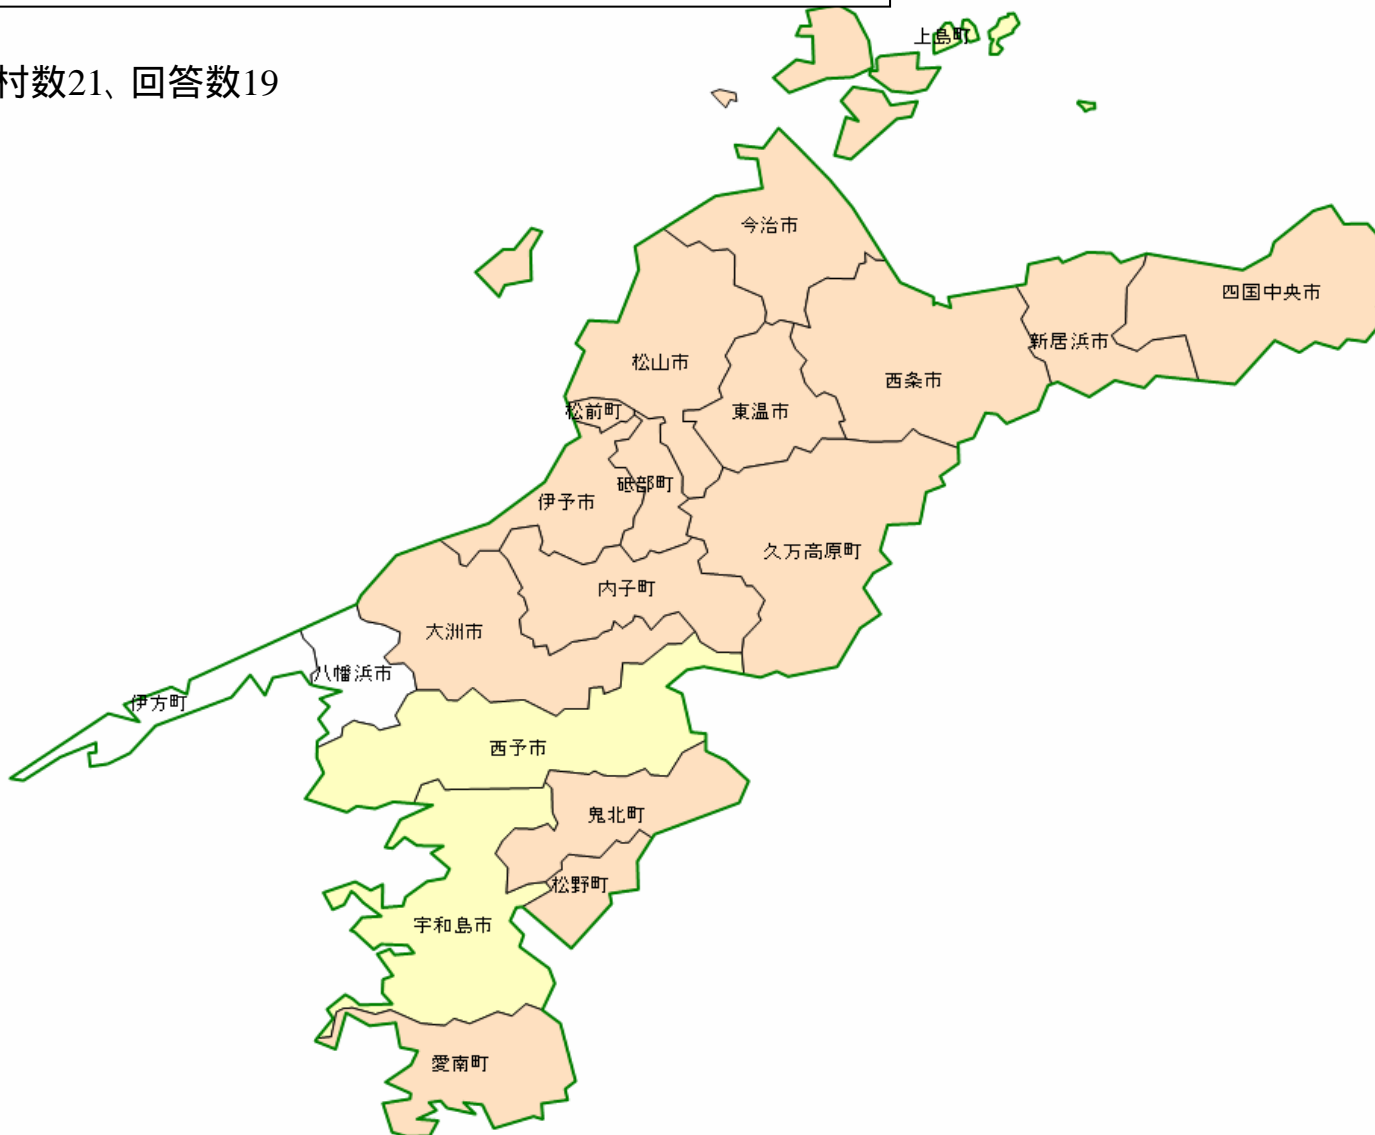 上島町
村数21、回答数19
今治市
四国中央市
新居浜市
松山市
西条市
松前町
東温市
砥部町
伊予市
久万高原町
内子町
大洲市
八幡浜市
伊方町
西予市
鬼北町
松野町
宇和島市
愛南町